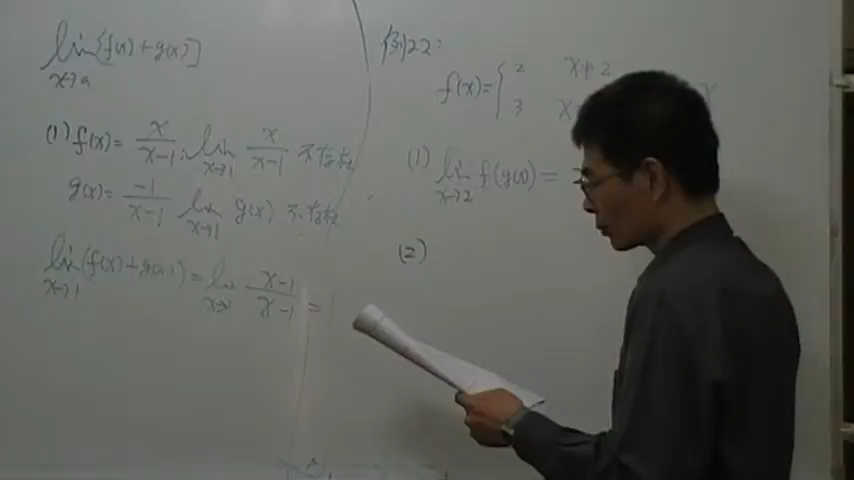 lim [f(x)+g(x)]
x→a
(1) f(x)= x/(x-1), lim x→1 x/(x-1) 不存在
g(x)= -1/(x-1) lim x→1 g(x) 不存在
lim x→1 (f(x)+g(x)) = lim x→1 (x-1)/(x-1) = 1
例22:
f(x)= { 2 x≠2
3
(1) lim x→2 f(g(x)) =
(2)